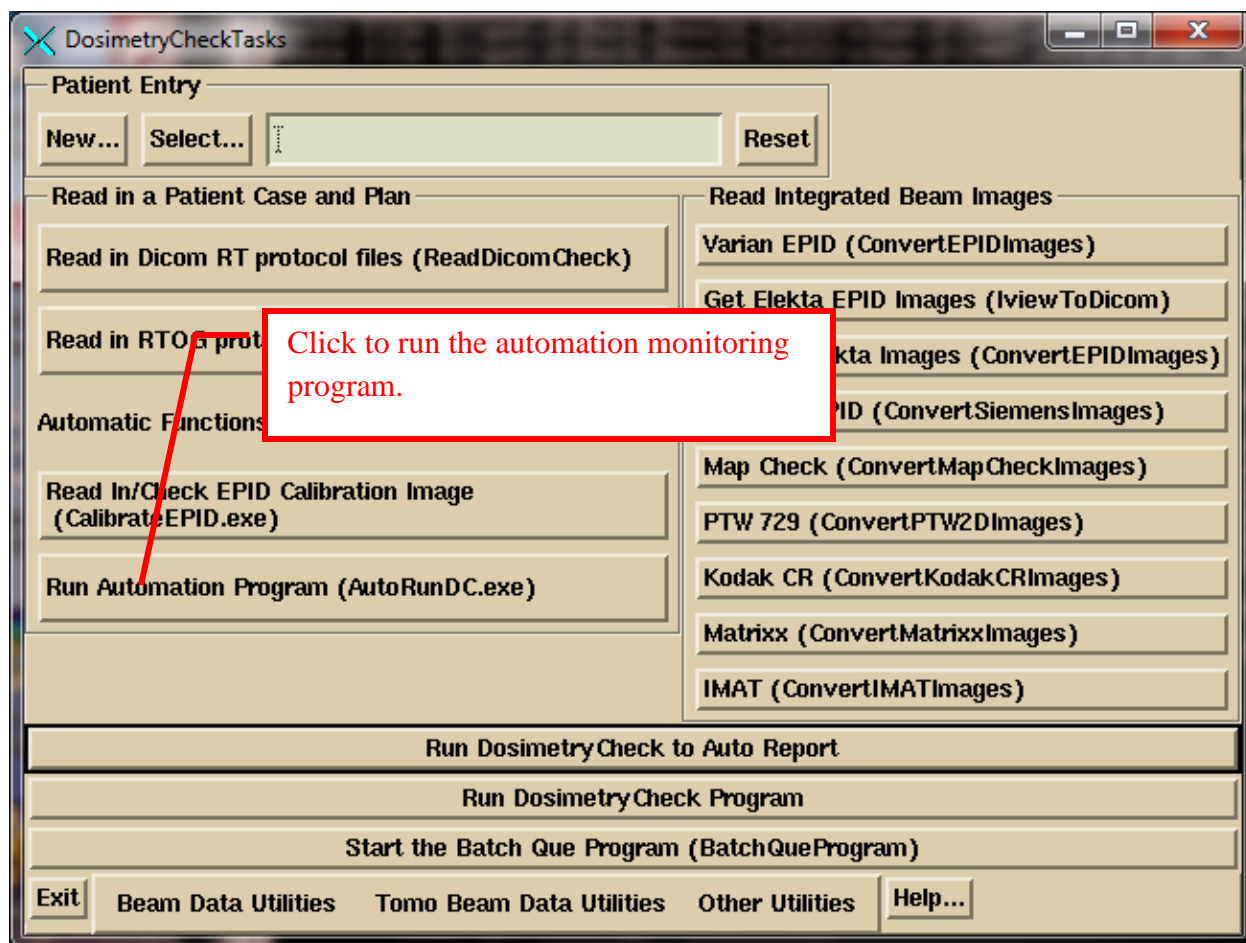 DosimetryCheckTasks
Patient Entry
New...
Select...
Reset
Read in a Patient Case and Plan
Read in Dicom RT protocol files (ReadDicomCheck)
Read in RTOG
Click to run the automation monitoring
program.
Automatic Functions
Read In/Check EPID Calibration Image
(CalibrateEPID.exe)
Run Automation Program (AutoRunDC.exe)
Read Integrated Beam Images
Varian EPID (ConvertEPIDImages)
Get Elekta EPID Images (IviewToDicom)
Images (ConvertEPIDImages)
(ConvertSiemensImages)
Map Check (ConvertMapCheckImages)
PTW 729 (ConvertPTW2DImages)
Kodak CR (ConvertKodakCRImages)
Matrixx (ConvertMatrixxImages)
IMAT (ConvertIMATImages)
Run DosimetryCheck to Auto Report
Run DosimetryCheck Program
Start the Batch Que Program (BatchQueProgram)
Exit
Beam Data Utilities
Tomo Beam Data Utilities
Other Utilities
Help...